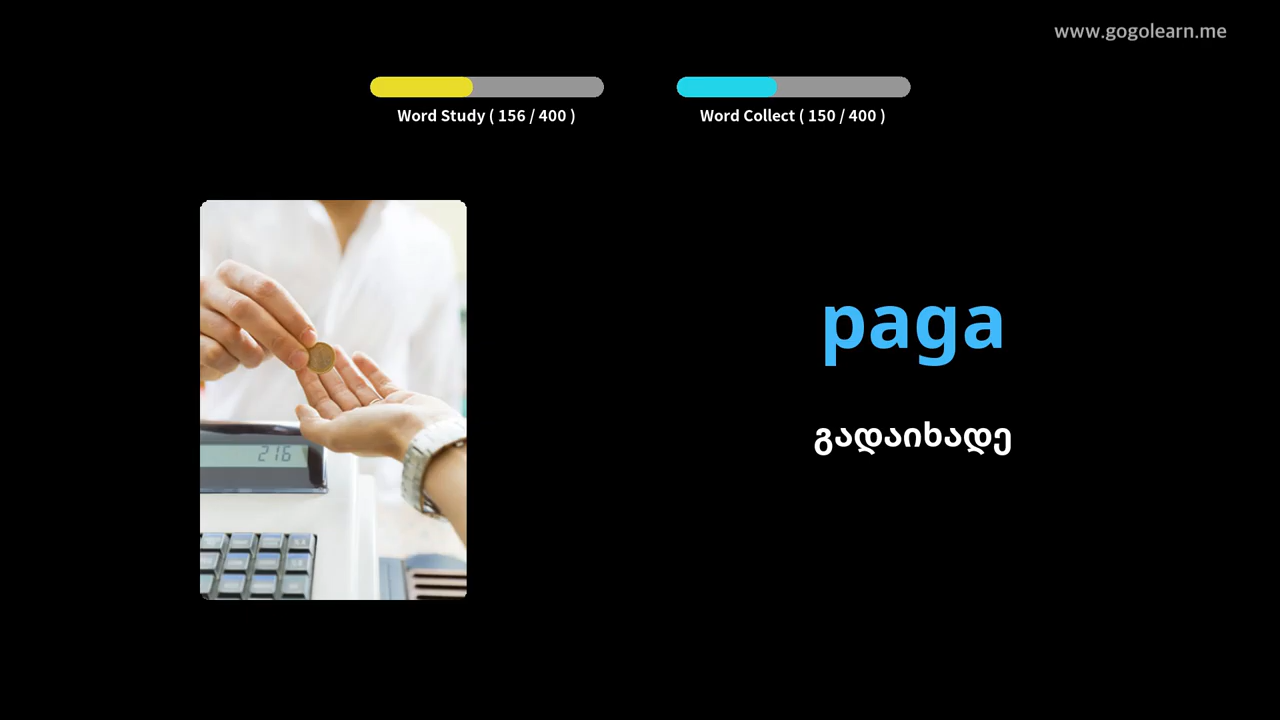 www.gogolearn.me
Word Study ( 156 / 400 )
Word Collect ( 150 / 400 )
paga
გადაიხადე
216